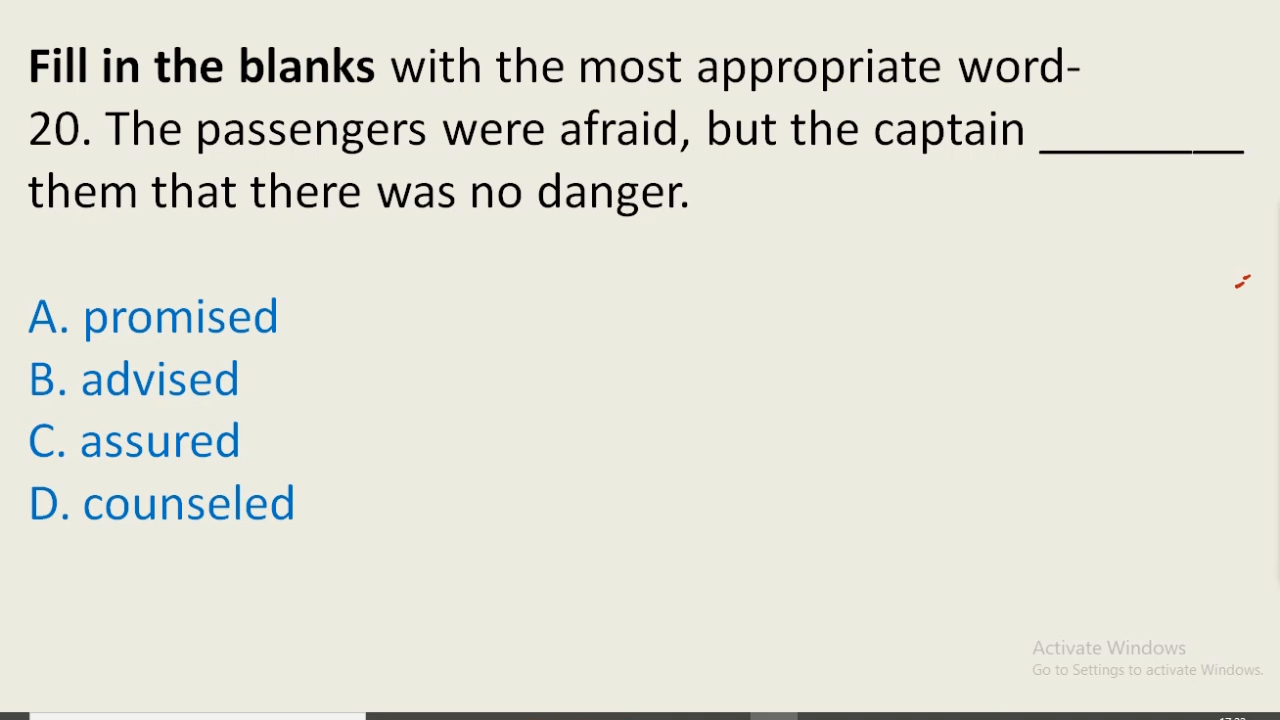 Fill in the blanks with the most appropriate word-
20. The passengers were afraid, but the captain ________
them that there was no danger.
A. promised
B. advised
C. assured
D. counseled
Activate Windows
Go to Settings to activate Windows.